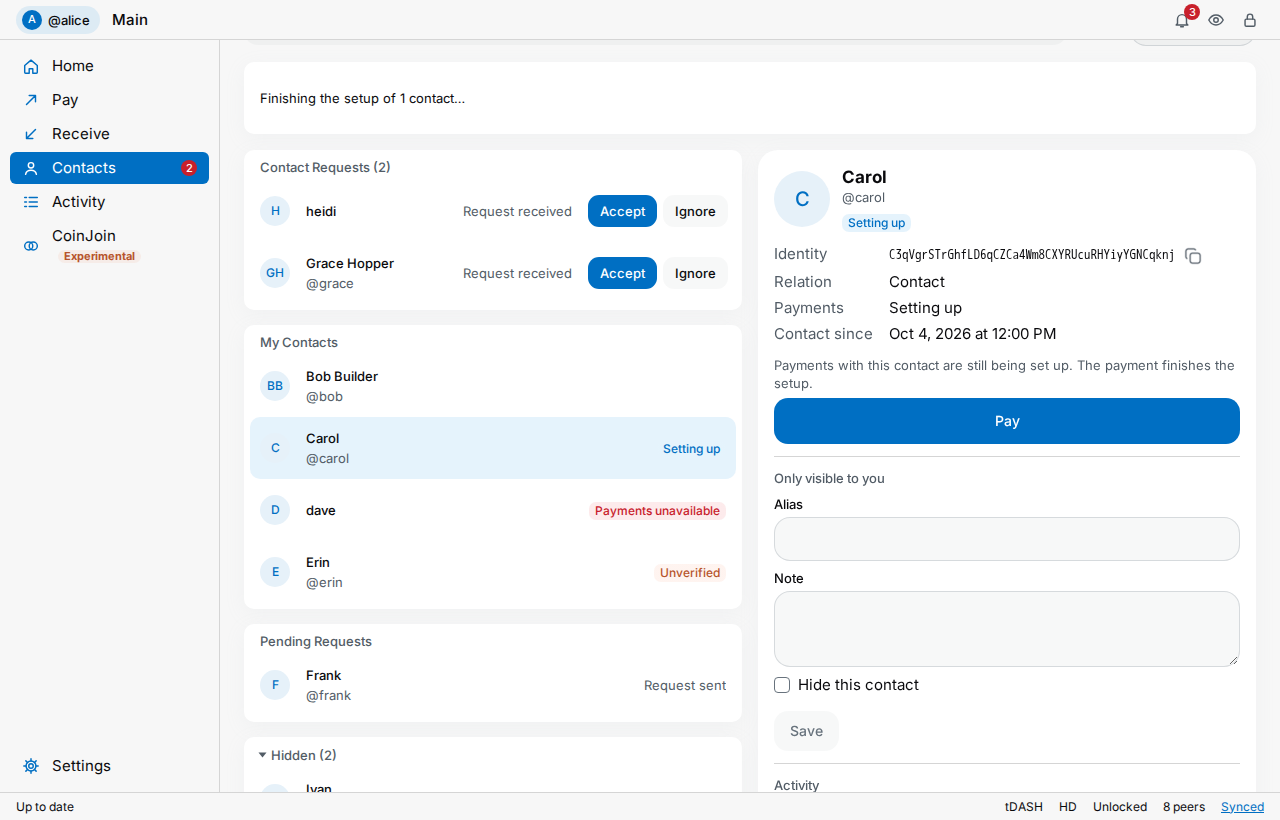 A @alice Main 3
Home
Pay
Receive
Contacts 2
Activity
CoinJoin
Experimental
Settings
Finishing the setup of 1 contact...
Contact Requests (2)
H heidi Request received Accept Ignore
GH Grace Hopper
@grace
Request received Accept Ignore
My Contacts
BB Bob Builder
@bob
C Carol
@carol
Setting up
D dave Payments unavailable
E Erin
@erin
Unverified
Pending Requests
F Frank
@frank
Request sent
Hidden (2)
Ivan
C Carol
@carol
Setting up
Identity C3qVgrSTrGhfLD6qCZCa4Wm8CXYRUcuRHYiyYGNCqknj
Relation Contact
Payments Setting up
Contact since Oct 4, 2026 at 12:00 PM
Payments with this contact are still being set up. The payment finishes the
setup.
Pay
Only visible to you
Alias
Note
Hide this contact
Save
Activity
Up to date tDASH HD Unlocked 8 peers Synced